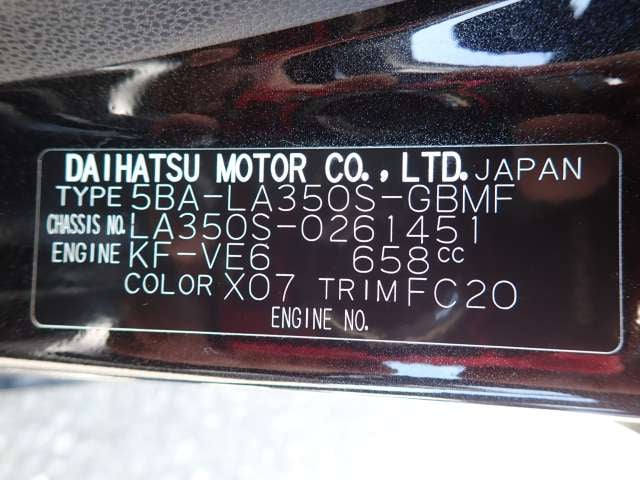 DAIHATSU MOTOR CO., LTD. JAPAN
TYPE 5BA-LA350S-GBMF
CHASSIS NO. LA350S-0261451
ENGINE KF-VE6 658cc
COLOR X07 TRIM FC20
ENGINE NO.